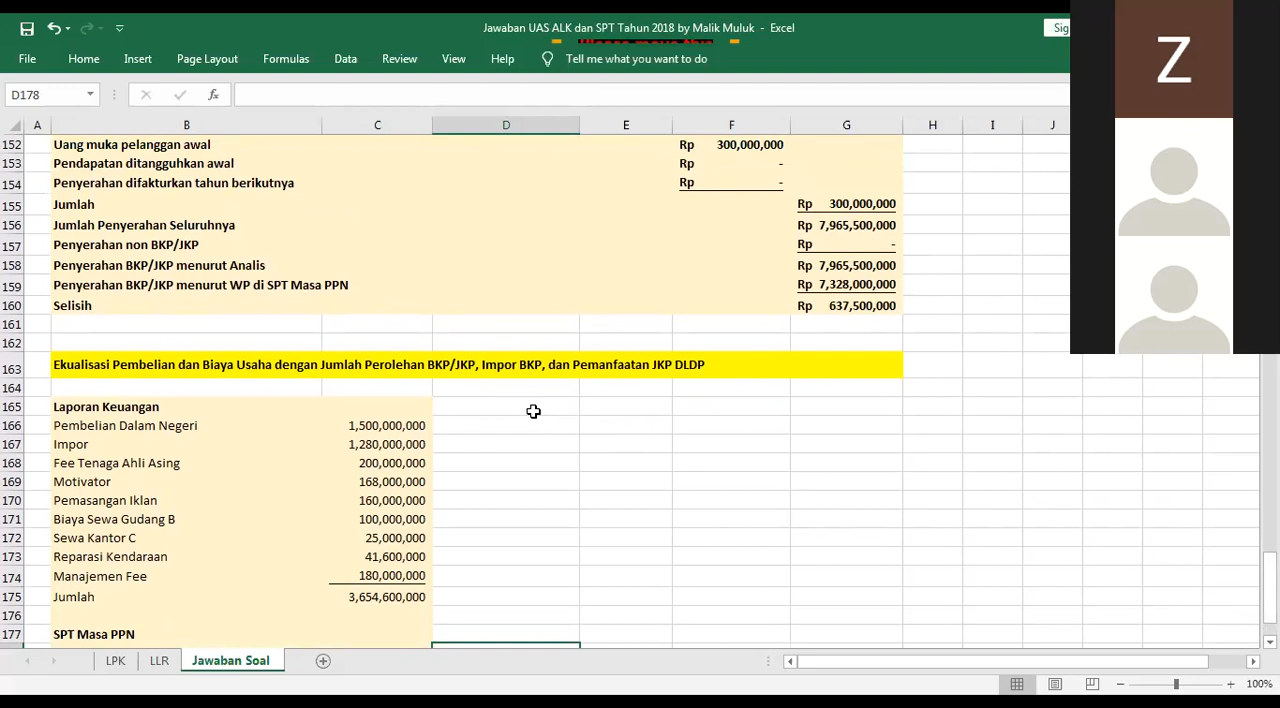 Jawaban UAS ALK dan SPT Tahun 2018 by Malik Muluk - Excel
Sig
File Home Insert Page Layout Formulas Data Review View Help Tell me what you want to do
D178 fx
A B C D E F G H I J
152 Uang muka pelanggan awal Rp 300,000,000
153 Pendapatan ditangguhkan awal Rp -
154 Penyerahan difakturkan tahun berikutnya Rp -
155 Jumlah Rp 300,000,000
156 Jumlah Penyerahan Seluruhnya Rp 7,965,500,000
157 Penyerahan non BKP/JKP Rp -
158 Penyerahan BKP/JKP menurut Analis Rp 7,965,500,000
159 Penyerahan BKP/JKP menurut WP di SPT Masa PPN Rp 7,328,000,000
160 Selisih Rp 637,500,000
161
162
163 Ekualisasi Pembelian dan Biaya Usaha dengan Jumlah Perolehan BKP/JKP, Impor BKP, dan Pemanfaatan JKP DLDP
164
165 Laporan Keuangan
166 Pembelian Dalam Negeri 1,500,000,000
167 Impor 1,280,000,000
168 Fee Tenaga Ahli Asing 200,000,000
169 Motivator 168,000,000
170 Pemasangan Iklan 160,000,000
171 Biaya Sewa Gudang B 100,000,000
172 Sewa Kantor C 25,000,000
173 Reparasi Kendaraan 41,600,000
174 Manajemen Fee 180,000,000
175 Jumlah 3,654,600,000
176
177 SPT Masa PPN
LPK LLR Jawaban Soal
100%
Z